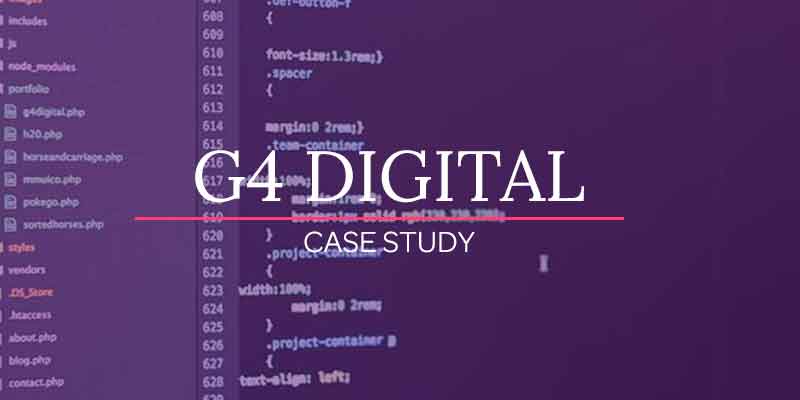 images
includes
js
node_modules
portfolio
g4digital.php
h20.php
horseandcarriage.php
mmuico.php
pokego.php
sortedhorses.php
styles
vendors
.DS_Store
.htaccess
about.php
blog.php
contact.php
608 {
609
610 font-size:1.3rem;}
611 .spacer
612 {
613
614 margin:0 2rem;}
615 .team-container
616
617 width:100%;
619
620 }
621 .project-container
622 {
623 width:100%;
624 margin:0 2rem;
625 }
626 .project-container p
627 {
628 text-align: left;
G4 DIGITAL
CASE STUDY